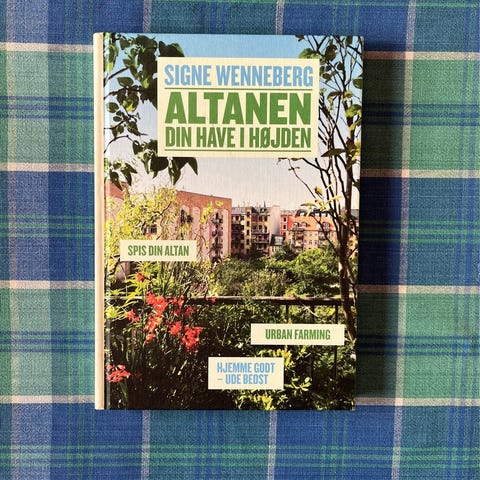 SIGNE WENNEBERG
ALTANEN
DIN HAVE I HØJDEN
SPIS DIN ALTAN
URBAN FARMING
HJEMME GODT
– UDE BEDST